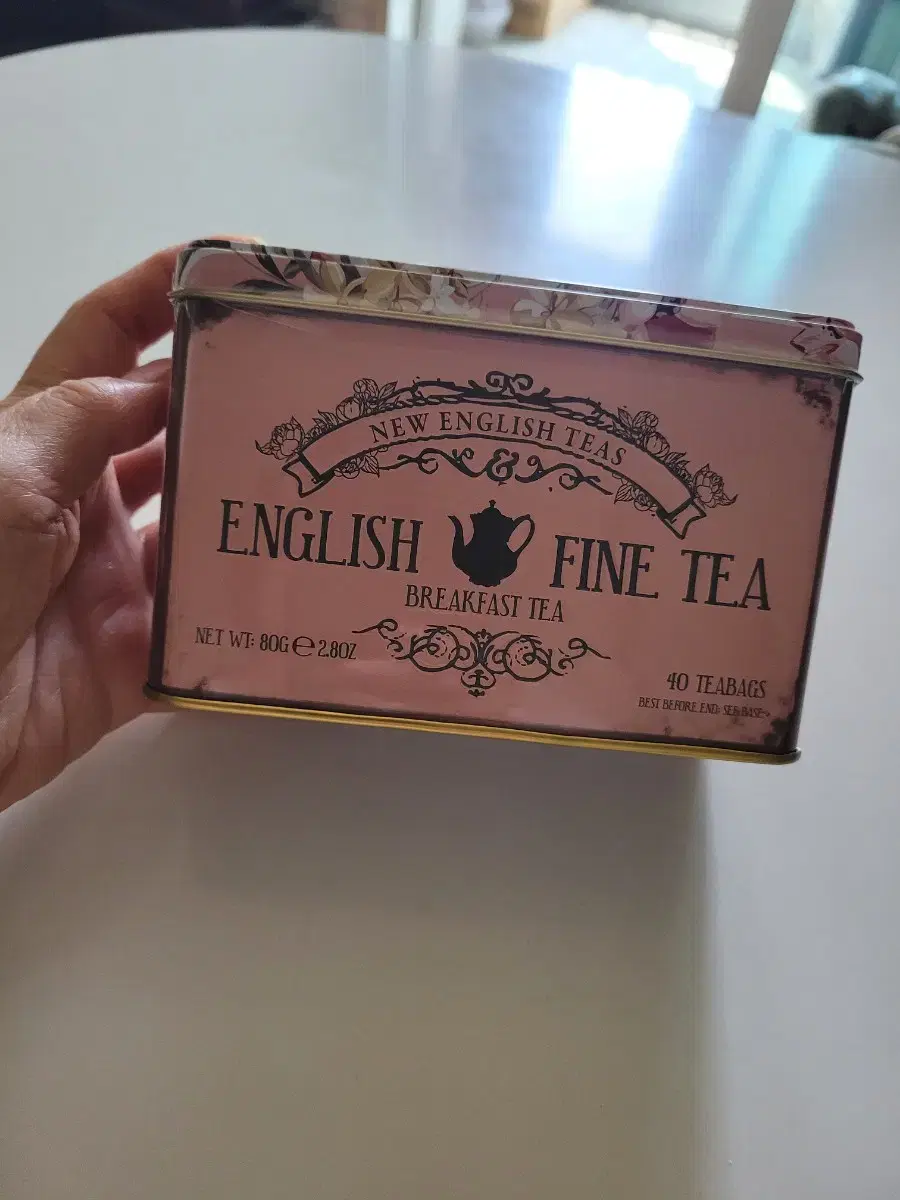 NEW ENGLISH TEAS
&
ENGLISH FINE TEA
BREAKFAST TEA
NET WT: 80G ℮ 2.8OZ
40 TEABAGS
BEST BEFORE END: SEE BASE